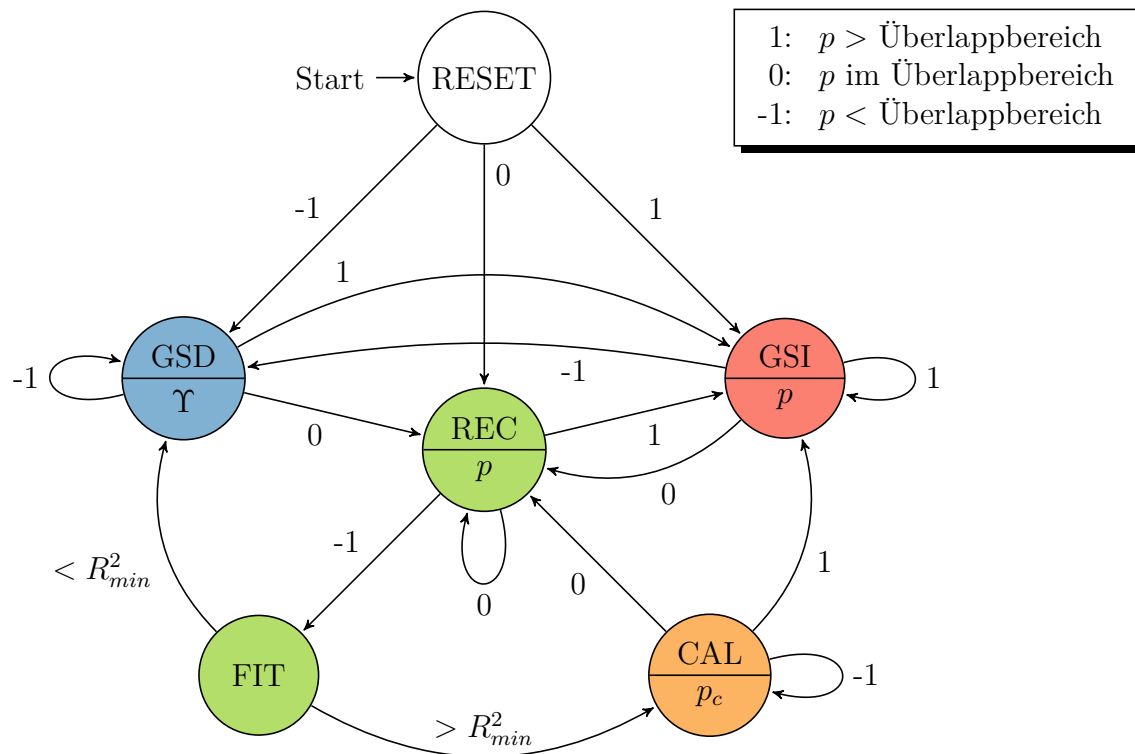 1: p > Überlappbereich
0: p im Überlappbereich
-1: p < Überlappbereich
Start
RESET
0
-1
1
1
GSD
ϒ
GSI
p
-1
-1
1
0
REC
p
1
0
-1
0
0
1
< R²min
FIT
CAL
pc
-1
> R²min